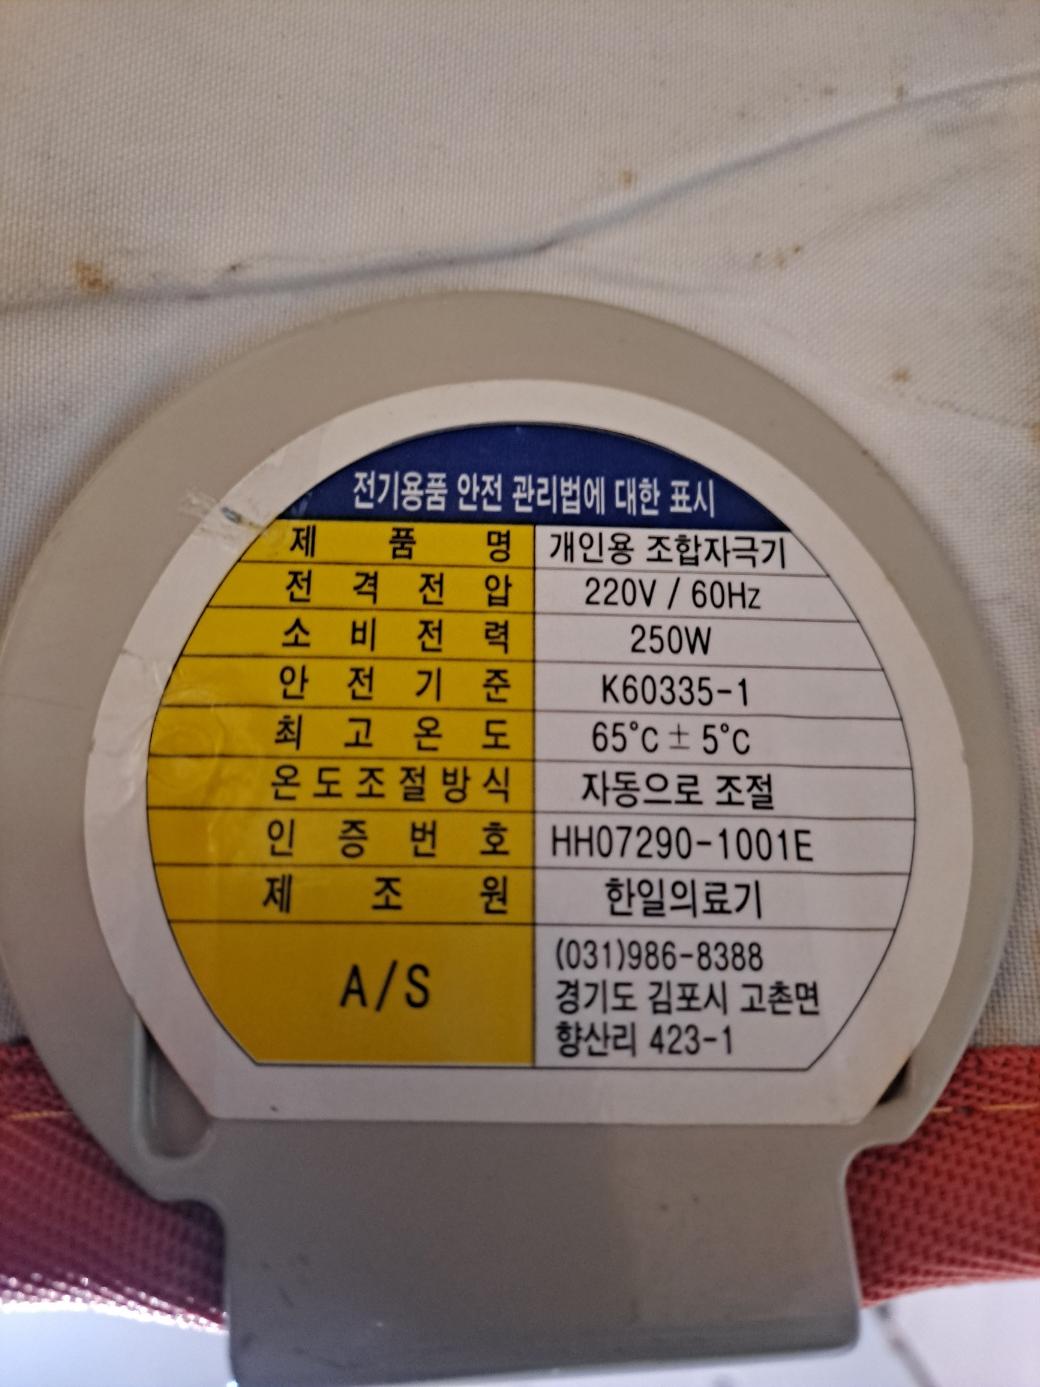 전기용품 안전 관리법에 대한 표시
제 품 명 개인용 조합자극기
전 격 전 압 220V / 60Hz
소 비 전 력 250W
안 전 기 준 K60335-1
최 고 온 도 65°c ± 5°c
온 도 조 절 방 식 자동으로 조절
인 증 번 호 HH07290-1001E
제 조 원 한일의료기
A/S (031)986-8388
경기도 김포시 고촌면
향산리 423-1